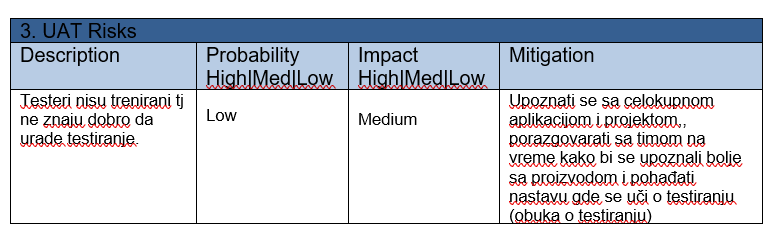 3. UAT Risks
Description Probability Impact Mitigation
High|Med|Low High|Med|Low
Testeri nisu trenirani tj
ne znaju dobro da
urade testiranje.
Low
Medium
Upoznati se sa celokupnom
aplikacijom i projektom,,
porazgovarati sa timom na
vreme kako bi se upoznali bolje
sa proizvodom i pohađati
nastavu gde se uči o testiranju
(obuka o testiranju)